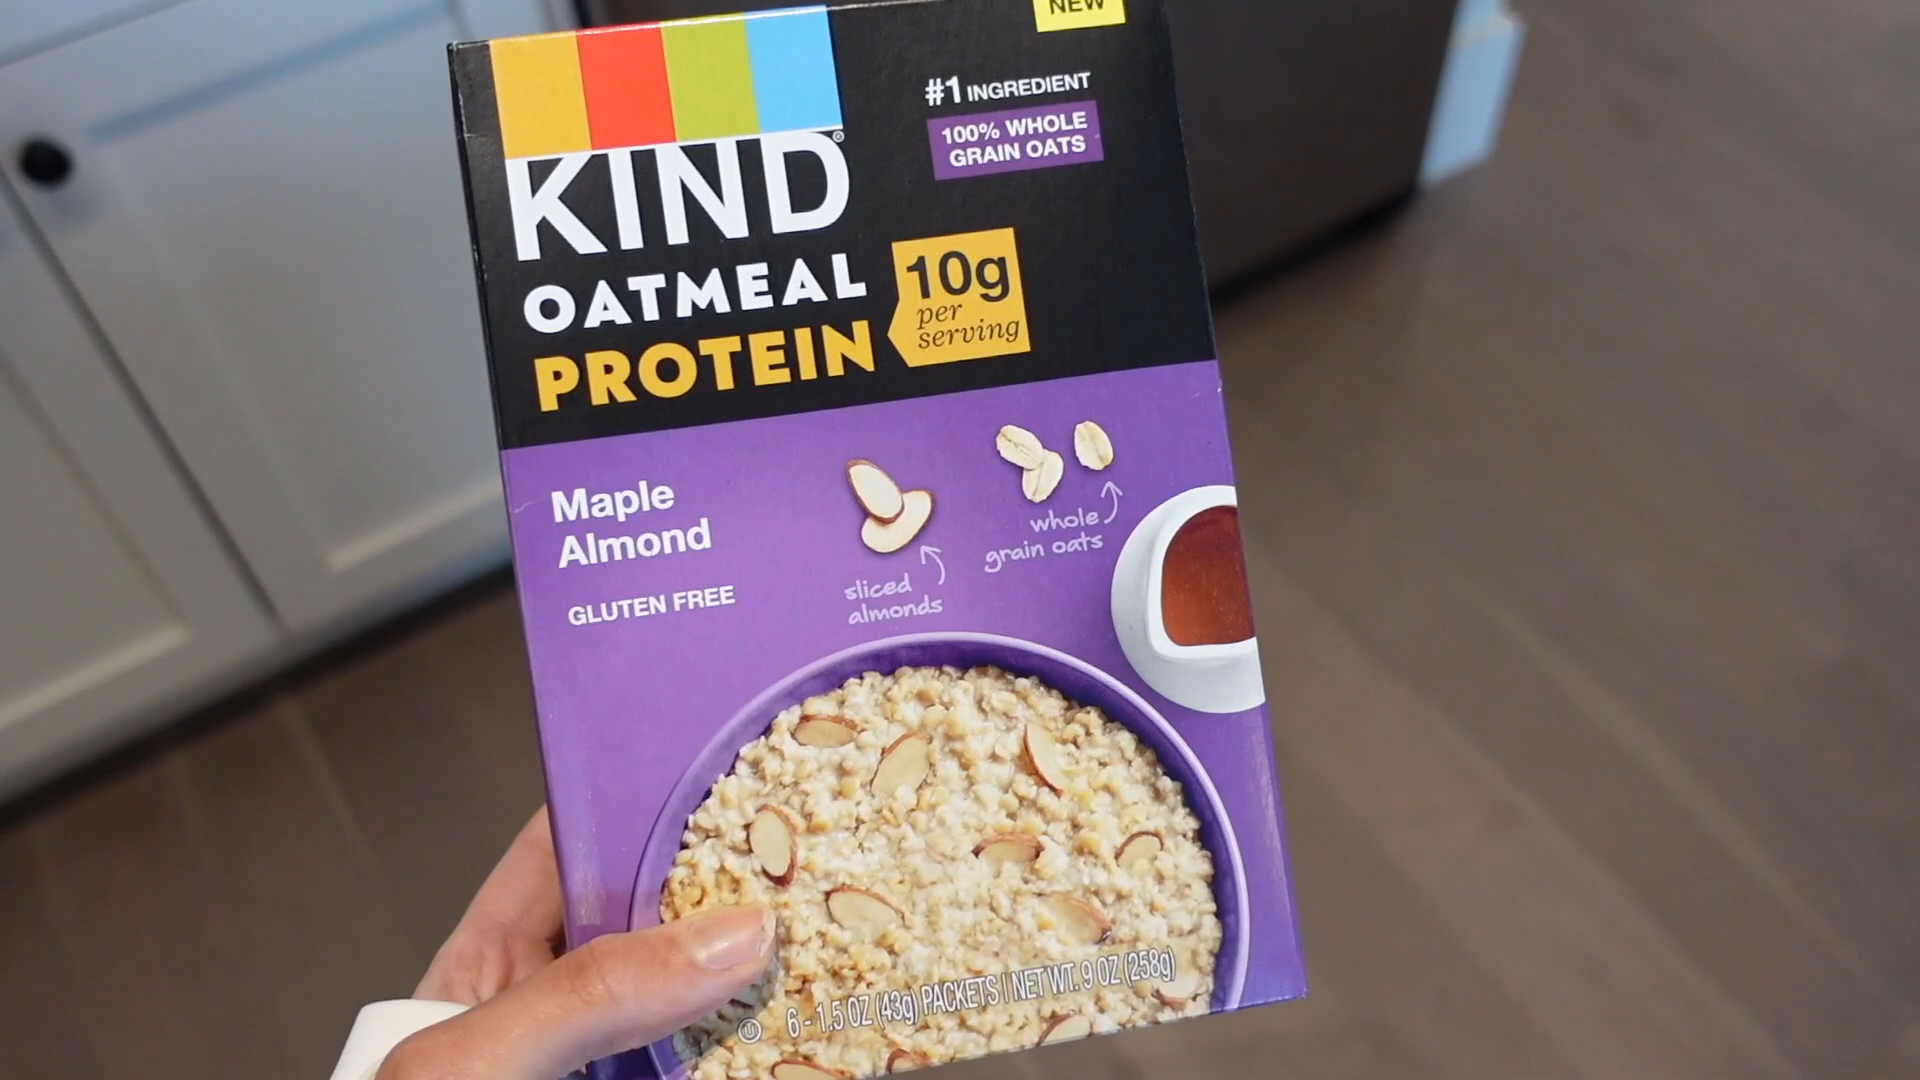 NEW
#1 INGREDIENT
100% WHOLE
GRAIN OATS
KIND®
OATMEAL
PROTEIN
10g
per
serving
Maple
Almond
GLUTEN FREE
sliced
almonds
whole
grain oats
6 - 1.5 OZ (43g) PACKETS | NET WT. 9 OZ (258g)